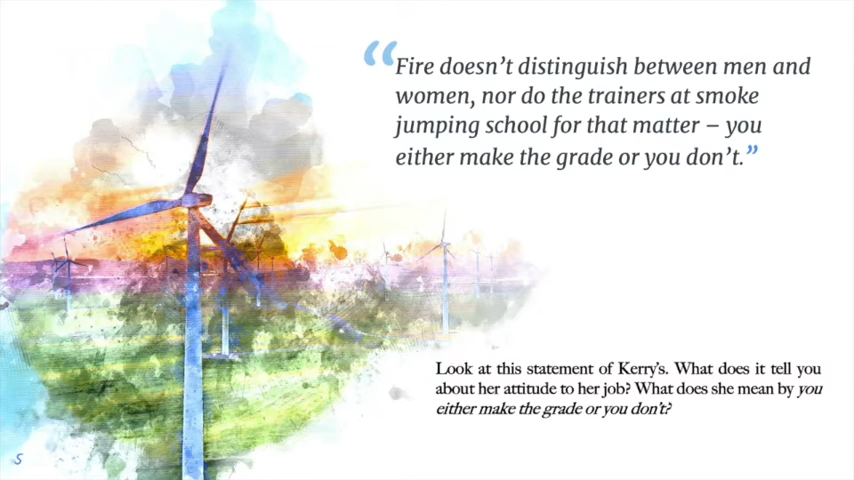 “Fire doesn’t distinguish between men and
women, nor do the trainers at smoke
jumping school for that matter – you
either make the grade or you don’t.”
Look at this statement of Kerry’s. What does it tell you
about her attitude to her job? What does she mean by you
either make the grade or you don’t?
5